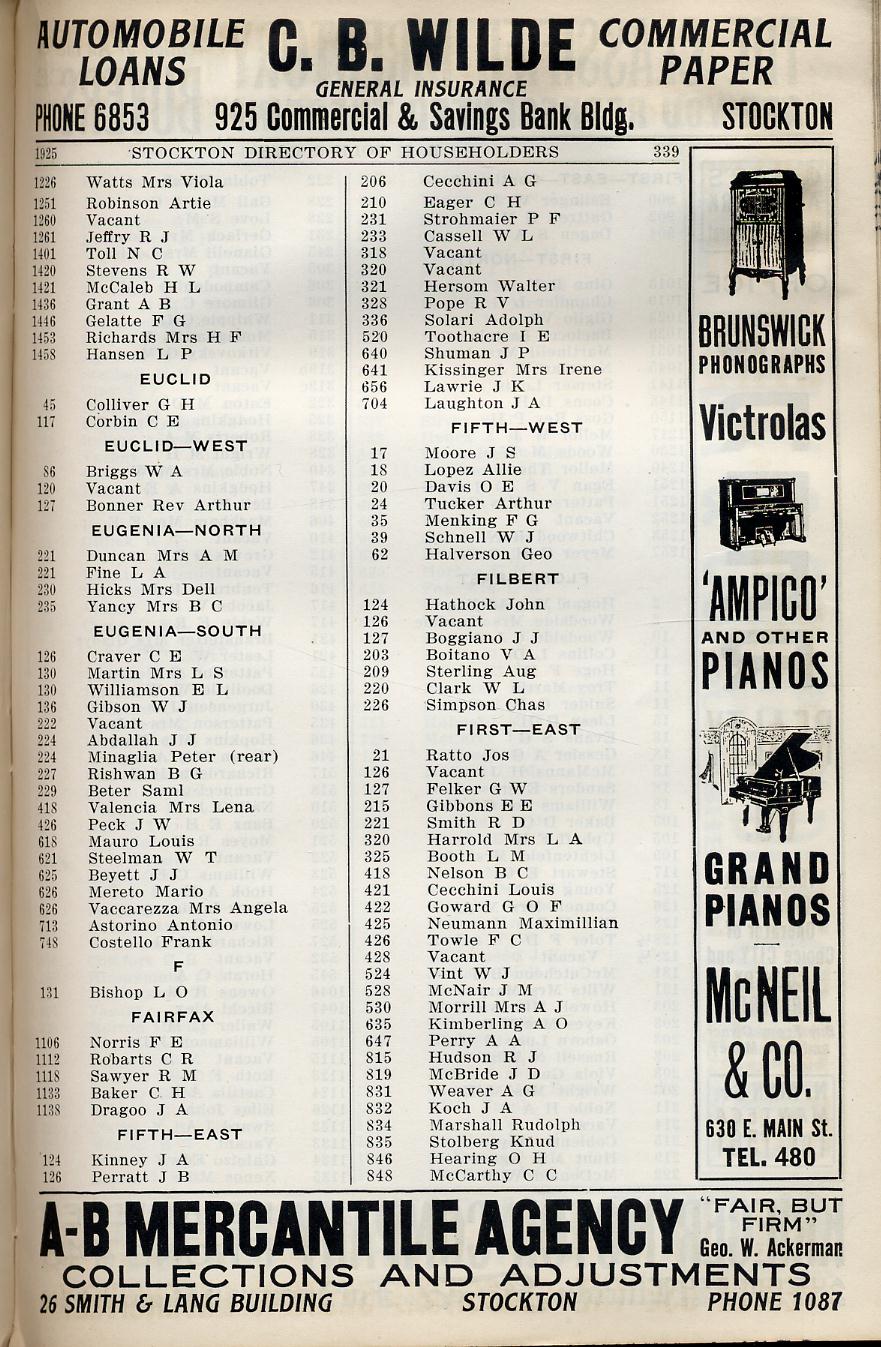 AUTOMOBILE LOANS
C. B. WILDE
GENERAL INSURANCE
COMMERCIAL PAPER
PHONE 6853 925 Commercial & Savings Bank Bldg. STOCKTON
1925 STOCKTON DIRECTORY OF HOUSEHOLDERS 339
1226 Watts Mrs Viola
1251 Robinson Artie
1260 Vacant
1261 Jeffry R J
1401 Toll N C
1420 Stevens R W
1421 McCaleb H L
1436 Grant A B
1446 Gelatte F G
1453 Richards Mrs H F
1458 Hansen L P
EUCLID
45 Colliver G H
117 Corbin C E
EUCLID—WEST
86 Briggs W A
120 Vacant
127 Bonner Rev Arthur
EUGENIA—NORTH
221 Duncan Mrs A M
221 Fine L A
230 Hicks Mrs Dell
235 Yancy Mrs B C
EUGENIA—SOUTH
126 Craver C E
130 Martin Mrs L S
130 Williamson E L
136 Gibson W J
222 Vacant
224 Abdallah J J
224 Minaglia Peter (rear)
227 Rishwan B G
229 Beter Saml
418 Valencia Mrs Lena
426 Peck J W
618 Mauro Louis
621 Steelman W T
625 Beyett J J
626 Mereto Mario
626 Vaccarezza Mrs Angela
713 Astorino Antonio
748 Costello Frank
F
131 Bishop L O
FAIRFAX
1106 Norris F E
1112 Robarts C R
1118 Sawyer R M
1133 Baker C H
1138 Dragoo J A
FIFTH—EAST
124 Kinney J A
126 Perratt J B
206 Cecchini A G
210 Eager C H
231 Strohmaier P F
233 Cassell W L
318 Vacant
320 Vacant
321 Hersom Walter
328 Pope R V
336 Solari Adolph
520 Toothacre I E
640 Shuman J P
641 Kissinger Mrs Irene
656 Lawrie J K
704 Laughton J A
FIFTH—WEST
17 Moore J S
18 Lopez Allie
20 Davis O E
24 Tucker Arthur
35 Menking F G
39 Schnell W J
62 Halverson Geo
FILBERT
124 Hathock John
126 Vacant
127 Boggiano J J
203 Boitano V A
209 Sterling Aug
220 Clark W L
226 Simpson Chas
FIRST—EAST
21 Ratto Jos
126 Vacant
127 Felker G W
215 Gibbons E E
221 Smith R D
320 Harrold Mrs L A
325 Booth L M
418 Nelson B C
421 Cecchini Louis
422 Goward G O F
425 Neumann Maximillian
426 Towle F C
428 Vacant
524 Vint W J
528 McNair J M
530 Morrill Mrs A J
635 Kimberling A O
647 Perry A A
815 Hudson R J
819 McBride J D
831 Weaver A G
832 Koch J A
834 Marshall Rudolph
835 Stolberg Knud
846 Hearing O H
848 McCarthy C C
BRUNSWICK
PHONOGRAPHS
Victrolas
'AMPICO'
AND OTHER
PIANOS
GRAND
PIANOS
McNEIL
& CO.
630 E. MAIN St.
TEL. 480
A-B MERCANTILE AGENCY
"FAIR, BUT
FIRM"
Geo. W. Ackerman
COLLECTIONS AND ADJUSTMENTS
26 SMITH & LANG BUILDING STOCKTON PHONE 1087